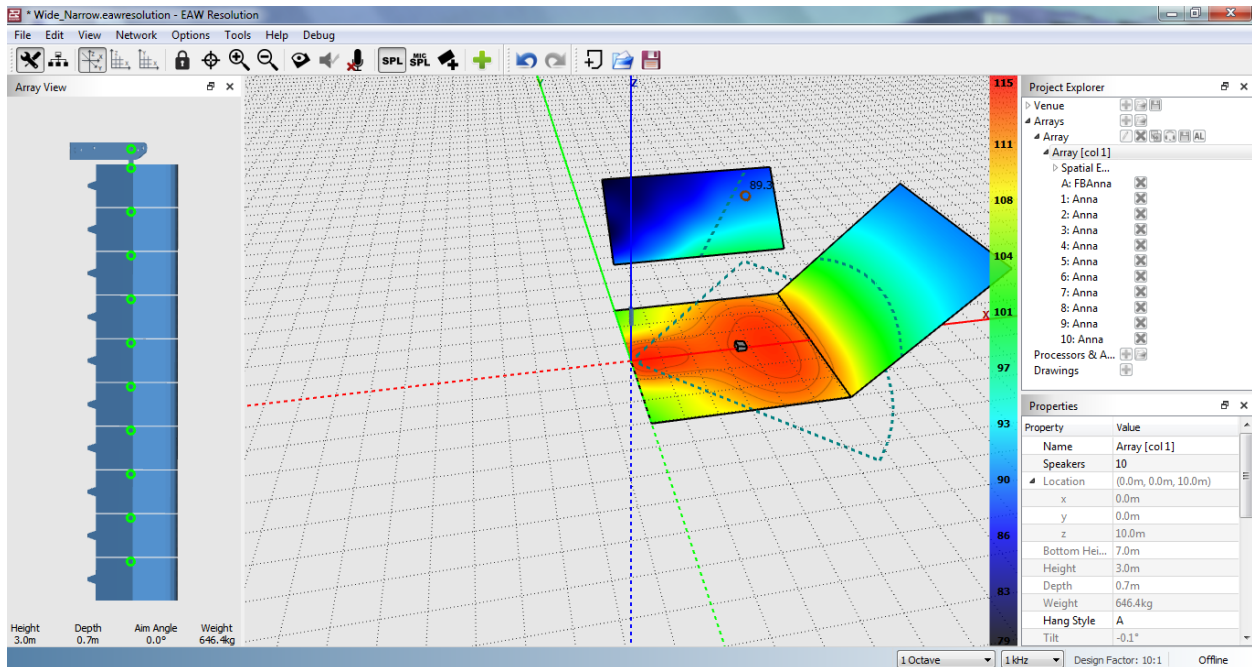 * Wide_Narrow.eawresolution - EAW Resolution
File Edit View Network Options Tools Help Debug
SPL MIC SPL
Array View
Height Depth Aim Angle Weight
3.0m 0.7m 0.0° 646.4kg
Y
Z
X
89.3
115
111
108
104
101
97
93
90
86
83
79
Project Explorer
Venue
Arrays
Array AL
Array [col 1]
Spatial E...
A: FBAnna
1: Anna
2: Anna
3: Anna
4: Anna
5: Anna
6: Anna
7: Anna
8: Anna
9: Anna
10: Anna
Processors & A...
Drawings
Properties
Property Value
Name Array [col 1]
Speakers 10
Location (0.0m, 0.0m, 10.0m)
x 0.0m
y 0.0m
z 10.0m
Bottom Hei... 7.0m
Height 3.0m
Depth 0.7m
Weight 646.4kg
Hang Style A
Tilt -0.1°
1 Octave 1 kHz Design Factor: 10:1 Offline